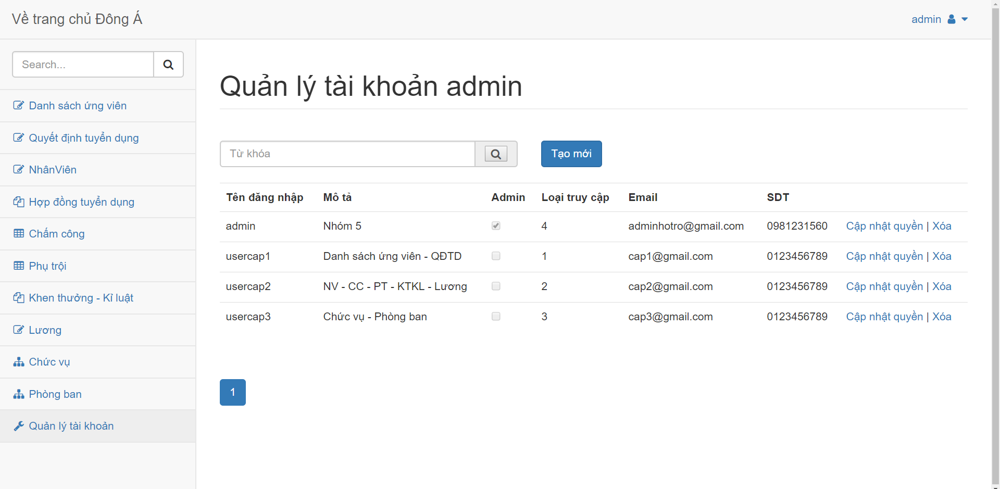 Về trang chủ Đông Á
admin
Search...
Danh sách ứng viên
Quyết định tuyển dụng
NhânViên
Hợp đồng tuyển dụng
Chấm công
Phụ trội
Khen thưởng - Kỉ luật
Lương
Chức vụ
Phòng ban
Quản lý tài khoản
Quản lý tài khoản admin
Từ khóa
Tạo mới
Tên đăng nhập Mô tả Admin Loại truy cập Email SDT
admin Nhóm 5 4 adminhotro@gmail.com 0981231560 Cập nhật quyền | Xóa
usercap1 Danh sách ứng viên - QĐTD 1 cap1@gmail.com 0123456789 Cập nhật quyền | Xóa
usercap2 NV - CC - PT - KTKL - Lương 2 cap2@gmail.com 0123456789 Cập nhật quyền | Xóa
usercap3 Chức vụ - Phòng ban 3 cap3@gmail.com 0123456789 Cập nhật quyền | Xóa
1